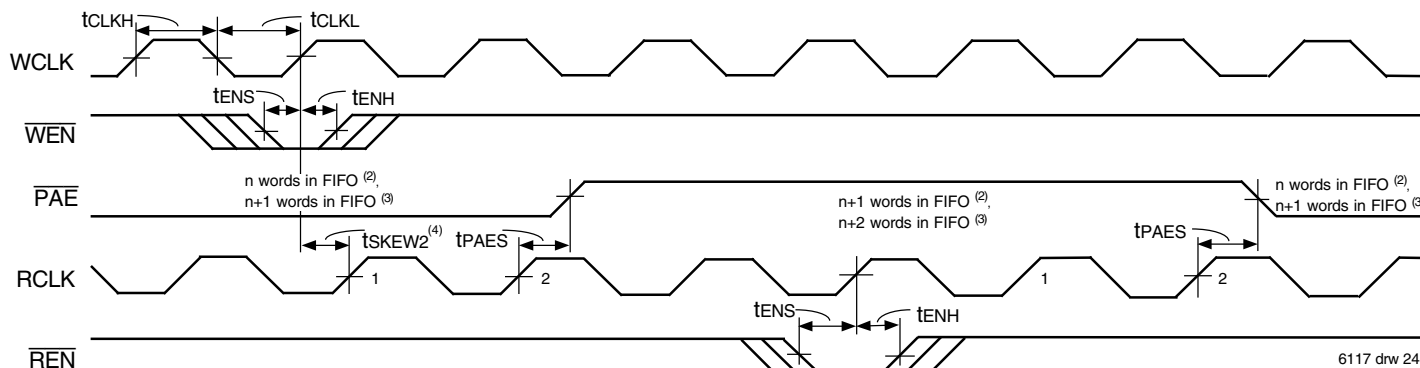 tCLKH tCLKL
WCLK
tENS tENH
WEN
n words in FIFO (2),
n+1 words in FIFO (3)
PAE
n+1 words in FIFO (2),
n+2 words in FIFO (3)
n words in FIFO (2),
n+1 words in FIFO (3
tSKEW2(4) tPAES tPAES
RCLK 1 2 1 2
tENS tENH
REN
6117 drw 24